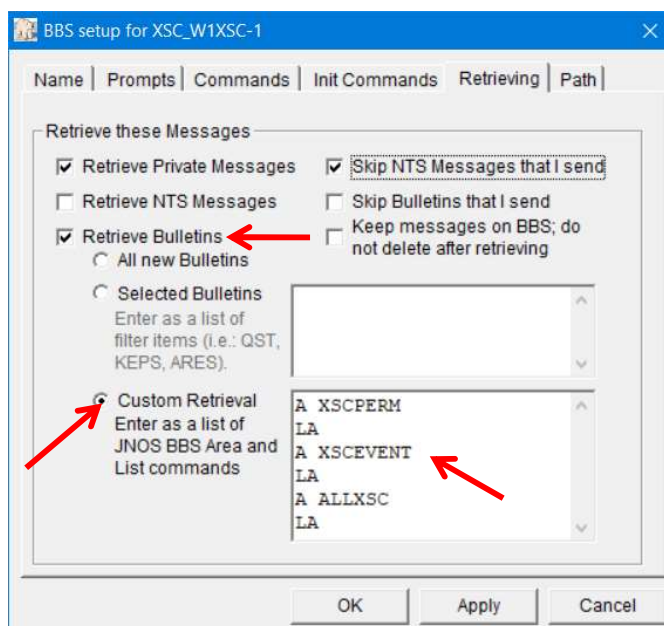 BBS setup for XSC_W1XSC-1
Name Prompts Commands Init Commands Retrieving Path
Retrieve these Messages
Retrieve Private Messages
Skip NTS Messages that I send
Retrieve NTS Messages
Skip Bulletins that I send
Retrieve Bulletins
Keep messages on BBS; do
not delete after retrieving
All new Bulletins
Selected Bulletins
Enter as a list of
filter items (i.e.: QST,
KEPS, ARES).
Custom Retrieval
Enter as a list of
JNOS BBS Area and
List commands
A XSCPERM
LA
A XSCEVENT
LA
A ALLXSC
LA
OK Apply Cancel